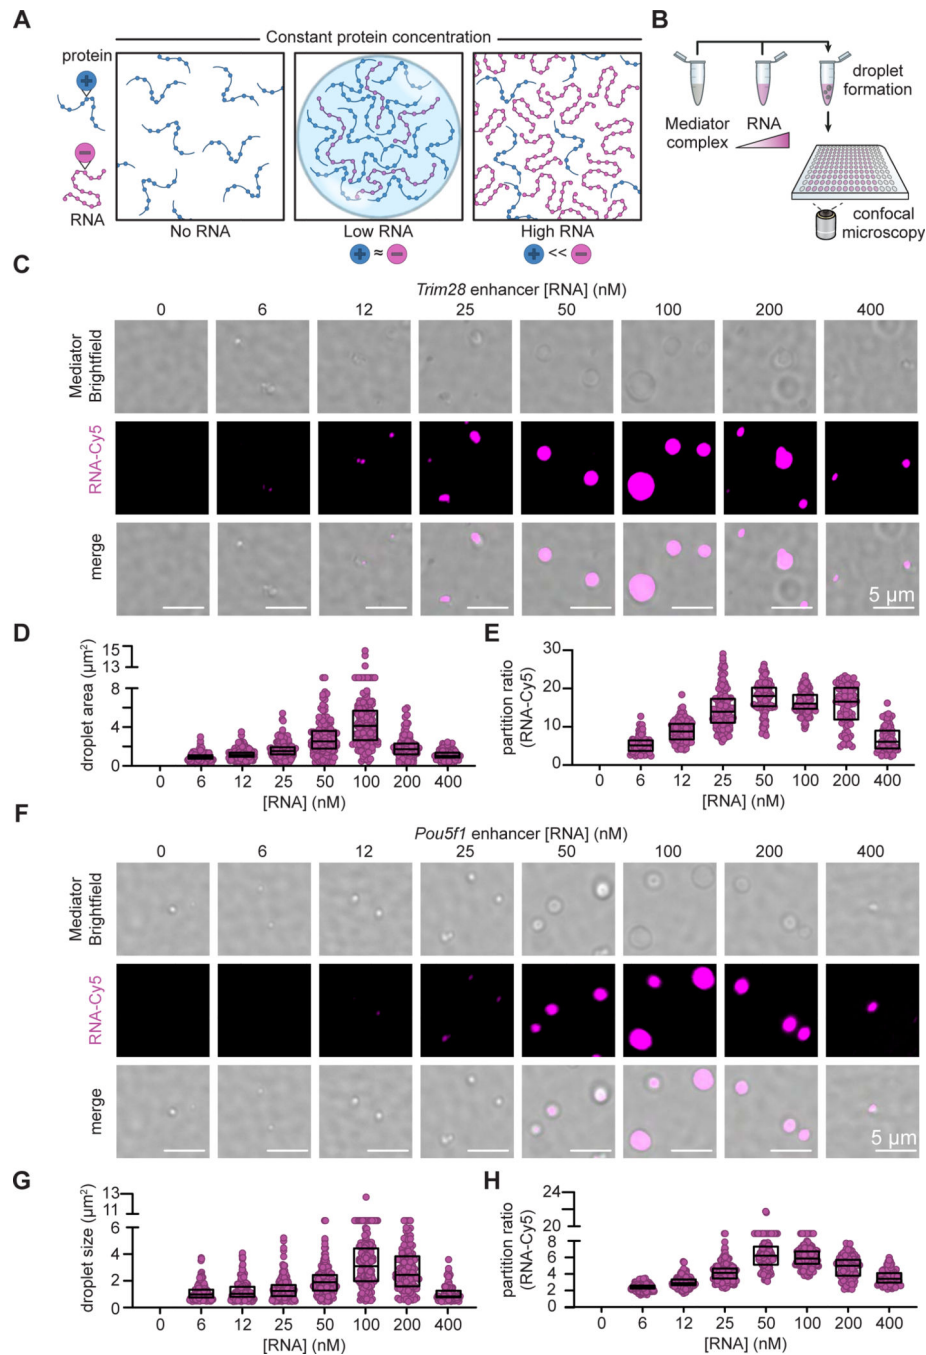 A
Constant protein concentration
protein
+
−
RNA
No RNA
Low RNA
High RNA
+ ≈ −
+ << −
B
droplet
formation
Mediator
complex
RNA
confocal
microscopy
C
Trim28 enhancer [RNA] (nM)
0 6 12 25 50 100 200 400
Mediator
Brightfield
RNA-Cy5
merge
5 µm
D
droplet area (µm²)
15
13
8
4
0
0 6 12 25 50 100 200 400
[RNA] (nM)
E
partition ratio
(RNA-Cy5)
30
20
10
0
0 6 12 25 50 100 200 400
[RNA] (nM)
F
Pou5f1 enhancer [RNA] (nM)
0 6 12 25 50 100 200 400
Mediator
Brightfield
RNA-Cy5
merge
5 µm
G
droplet size (µm²)
13
11
6
4
2
0
0 6 12 25 50 100 200 400
[RNA] (nM)
H
partition ratio
(RNA-Cy5)
24
20
8
6
4
2
0
0 6 12 25 50 100 200 400
[RNA] (nM)